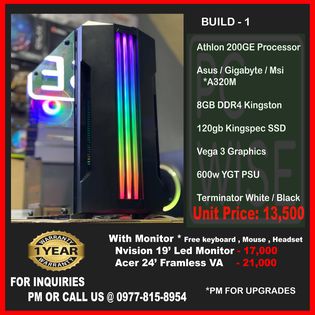 BUILD - 1
Athlon 200GE Processor
Asus / Gigabyte / Msi
*A320M
8GB DDR4 Kingston
120gb Kingspec SSD
Vega 3 Graphics
600w YGT PSU
Terminator White / Black
Unit Price: 13,500
WARRANTY
1 YEAR
WARRANTY
With Monitor * Free keyboard , Mouse , Headset
Nvision 19' Led Monitor - 17,000
Acer 24' Framless VA - 21,000
FOR INQUIRIES
PM OR CALL US @ 0977-815-8954
*PM FOR UPGRADES